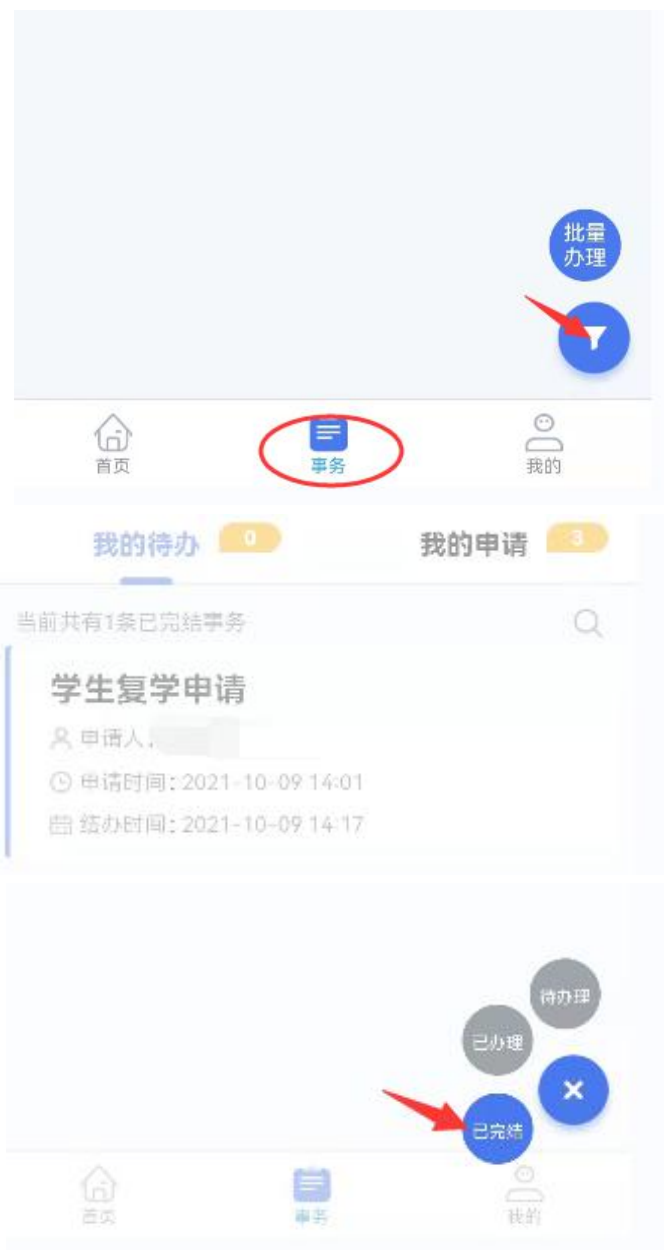 批量
办理
首页
事务
我的
我的待办 0
我的申请 3
当前共有1条已完结事务
学生复学申请
申请人:
申请时间:2021-10-09 14:01
结办时间:2021-10-09 14:17
待办理
已办理
已完结
首页
事务
我的